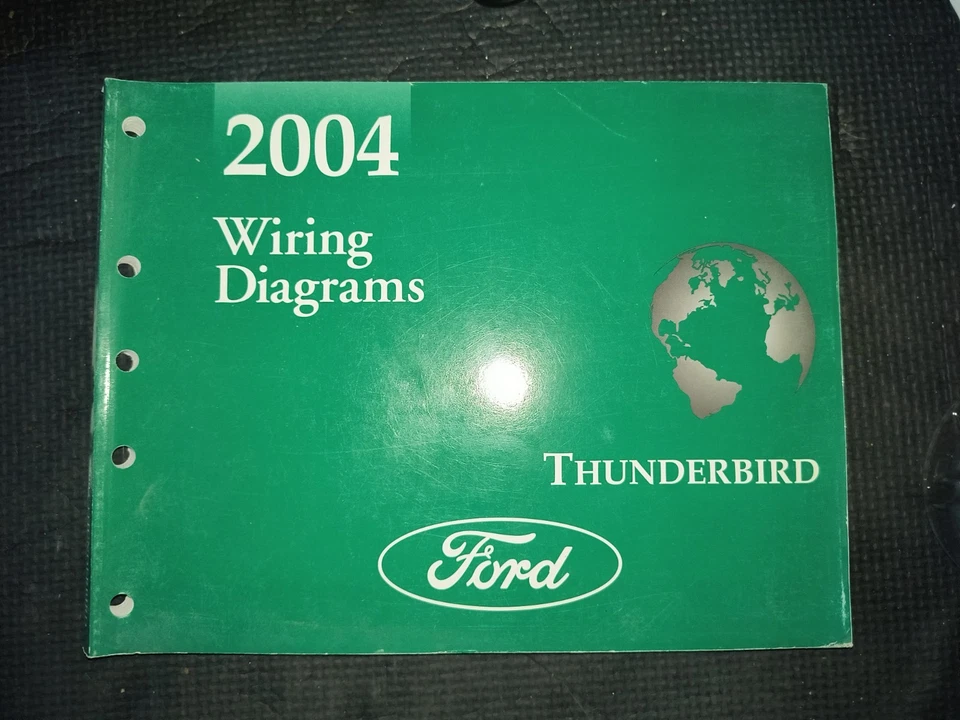 2004
Wiring
Diagrams
THUNDERBIRD
Ford